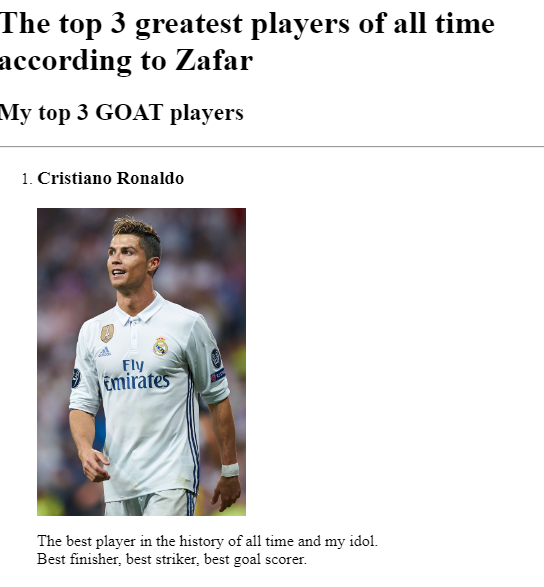 The top 3 greatest players of all time
according to Zafar
My top 3 GOAT players
1. Cristiano Ronaldo
Fly
Emirates
The best player in the history of all time and my idol.
Best finisher, best striker, best goal scorer.